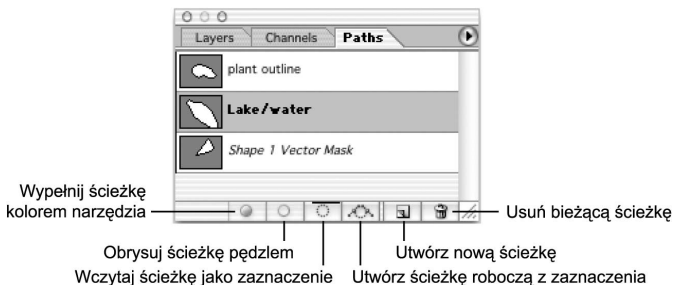 Layers Channels Paths
plant outline
Lake/water
Shape 1 Vector Mask
Wypełnij ścieżkę
kolorem narzędzia
Usuń bieżącą ścieżkę
Obrysuj ścieżkę pędzlem
Utwórz nową ścieżkę
Wczytaj ścieżkę jako zaznaczenie
Utwórz ścieżkę roboczą z zaznaczenia